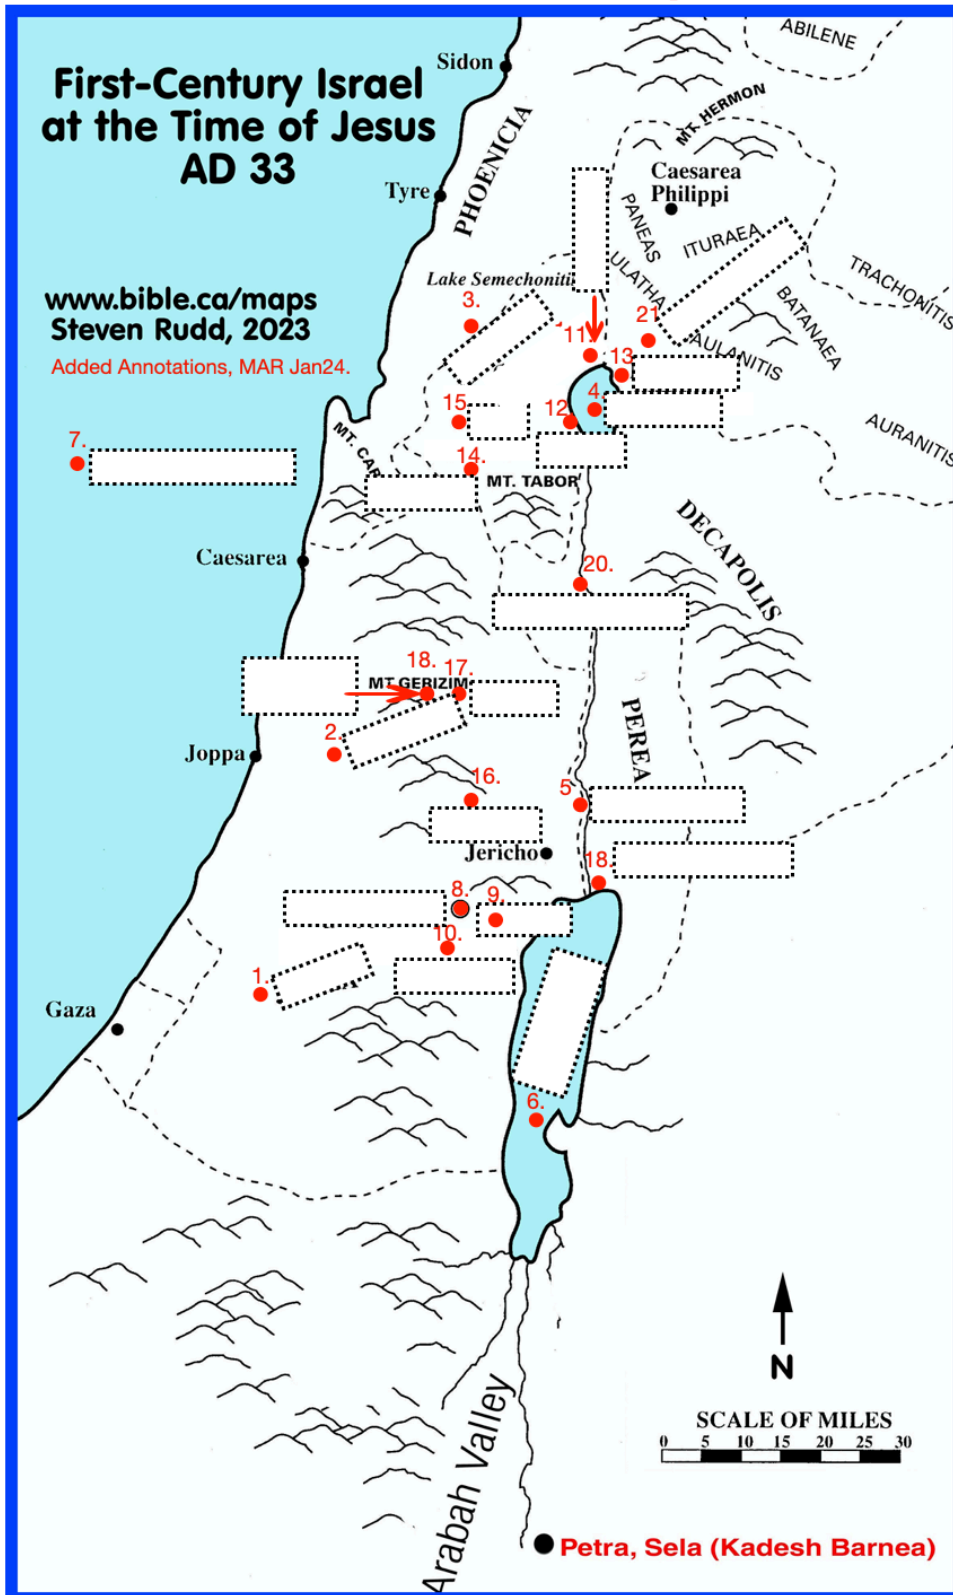 First-Century Israel
at the Time of Jesus
AD 33
www.bible.ca/maps
Steven Rudd, 2023
Added Annotations, MAR Jan24.
ABILENE
Sidon
MT. HERMON
PHOENICIA
Caesarea
Philippi
Tyre
PANEAS
ITURAEA
ULATHA
TRACHONITIS
Lake Semechoniti
BATANAEA
3.
21
11.
AULANITIS
13
4.
15
12
AURANITIS
7.
MT. CAR
14.
MT. TABOR
DECAPOLIS
Caesarea
20.
18.
17.
MT GERIZIM
PEREA
2.
Joppa
16.
5
Jericho
18.
8.
9.
10.
1.
Gaza
6.
N
SCALE OF MILES
0 5 10 15 20 25 30
Arabah Valley
Petra, Sela (Kadesh Barnea)